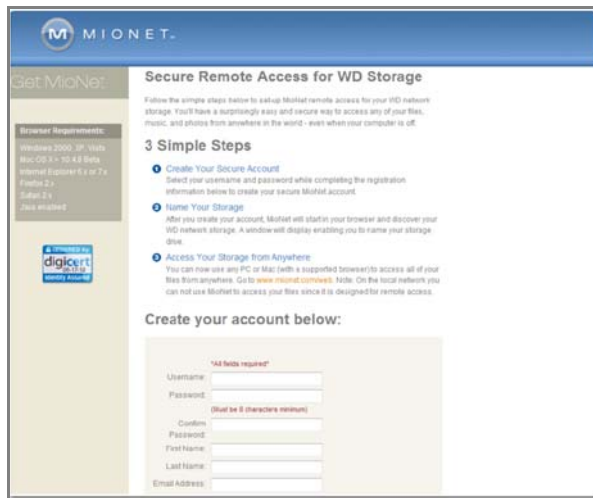 MIONET.
Get MioNet
Secure Remote Access for WD Storage
Follow the simple steps below to set-up MioNet remote access for your WD network
storage. You'll have a surprisingly easy and secure way to access any of your files,
music, and photos from anywhere in the world - even when your computer is off.
Browser Requirements:
Windows 2000, XP, Vista
Mac OS X > 10.4.8 Beta
Internet Explorer 6.x or 7.x
Firefox 2.x
Safari 2.x
Java enabled
digicert
Identity Assured
3 Simple Steps
1 Create Your Secure Account
Select your username and password while completing the registration
information below to create your secure MioNet account.
2 Name Your Storage
After you create your account, MioNet will start in your browser and discover your
WD network storage. A window will display enabling you to name your storage
drive.
3 Access Your Storage from Anywhere
You can now use any PC or Mac (with a supported browser) to access all of your
files from anywhere. Go to www.mionet.com/web. Note: On the local network you
can not use MioNet to access your files since it is designed for remote access.
Create your account below:
*All fields required*
Username:
Password:
(Must be 8 characters minimum)
Confirm
Password:
First Name:
Last Name:
Email Address: